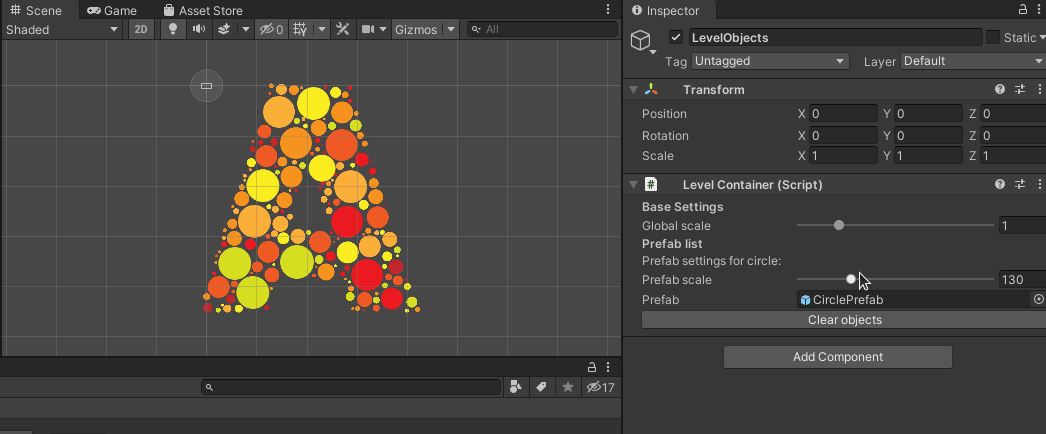 Scene Game Asset Store
Shaded 2D 0 Gizmos All
17
Inspector
LevelObjects Static
Tag Untagged Layer Default
Transform
Position X 0 Y 0 Z 0
Rotation X 0 Y 0 Z 0
Scale X 1 Y 1 Z 1
# Level Container (Script)
Base Settings
Global scale 1
Prefab list
Prefab settings for circle:
Prefab scale 130
Prefab CirclePrefab
Clear objects
Add Component